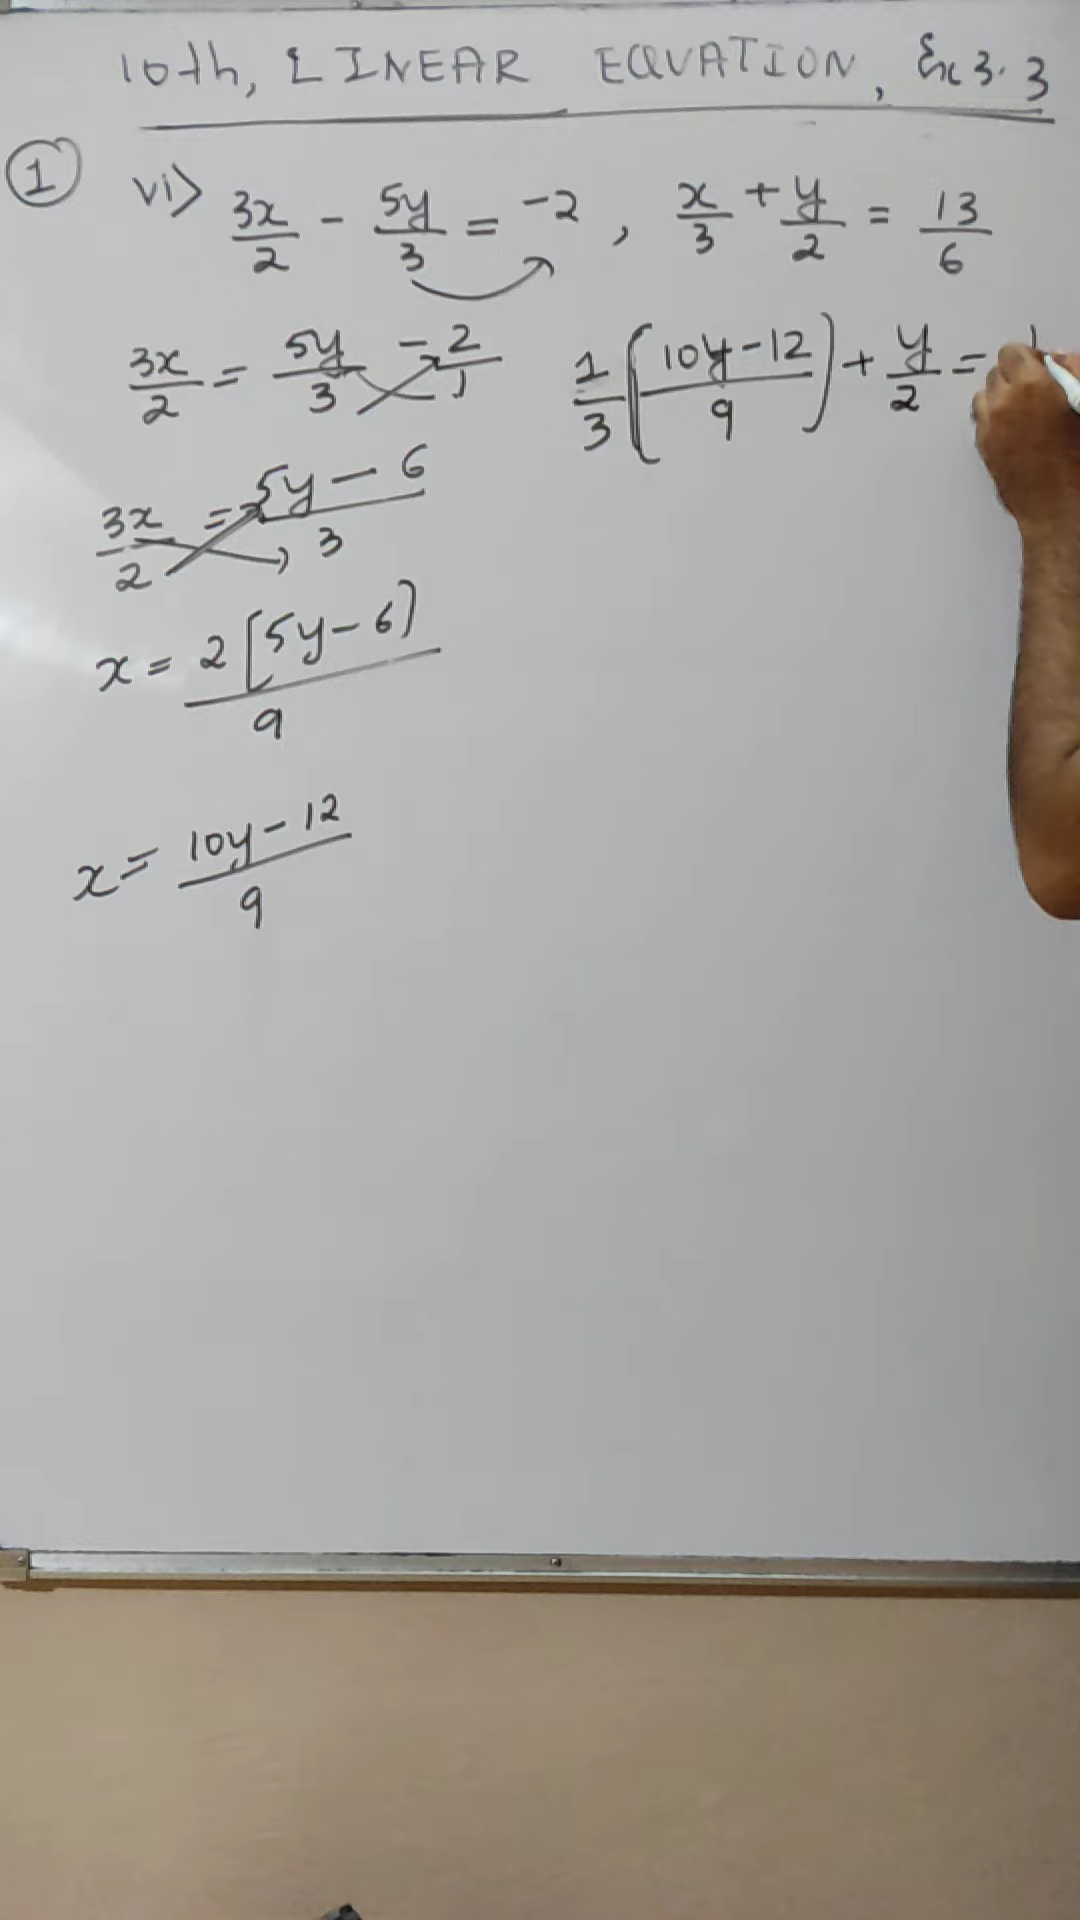 10th, LINEAR EQUATION, Ex 3.3
1 vi) 3x/2 - 5y/3 = -2, x/3 + y/2 = 13/6
3x/2 = 5y/3 - 2/1
3x/2 = 5y - 6/3
x = 2[5y - 6)/9
x = 10y - 12/9
1/3(10y - 12/9) + y/2 = 1